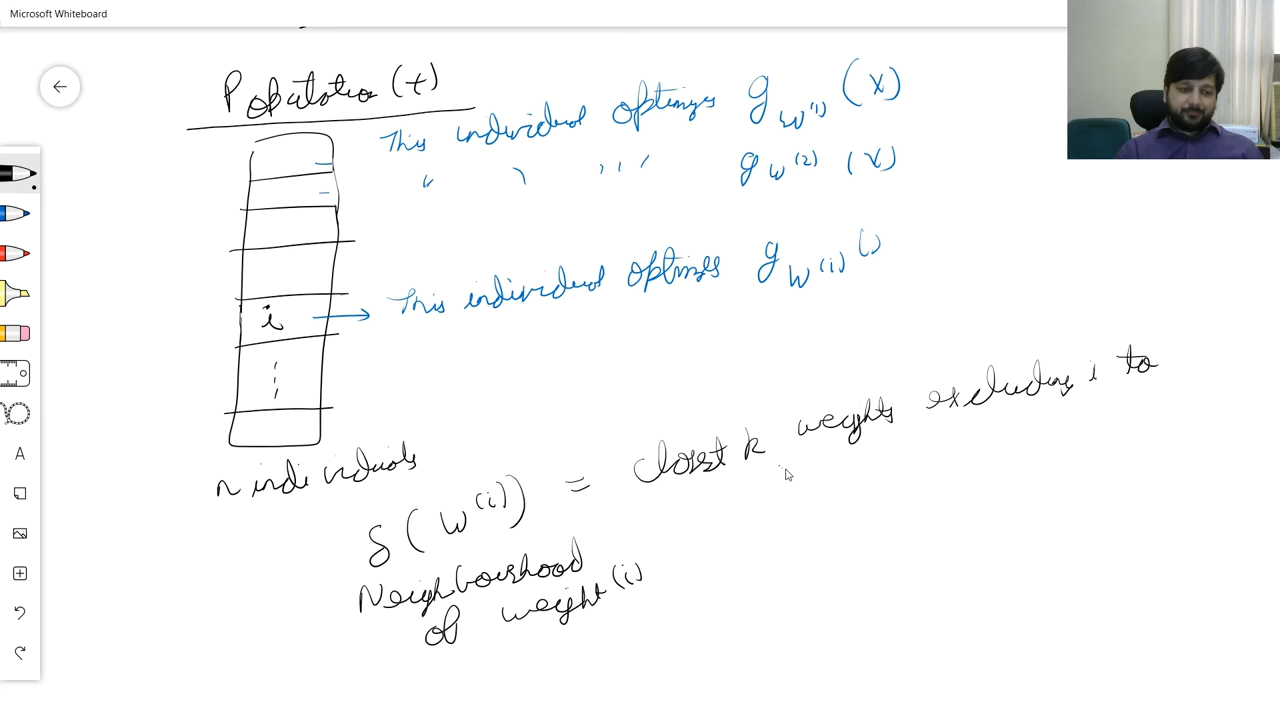 Microsoft Whiteboard
Population (t)
This individual optimizes g w(1) (x)
" " " g w(2) (x)
i → This individual optimizes g w(i) ()
n individuals
δ(w(i)) = closest k weights excluding i to
Neighbourhood
of weight(i)
A